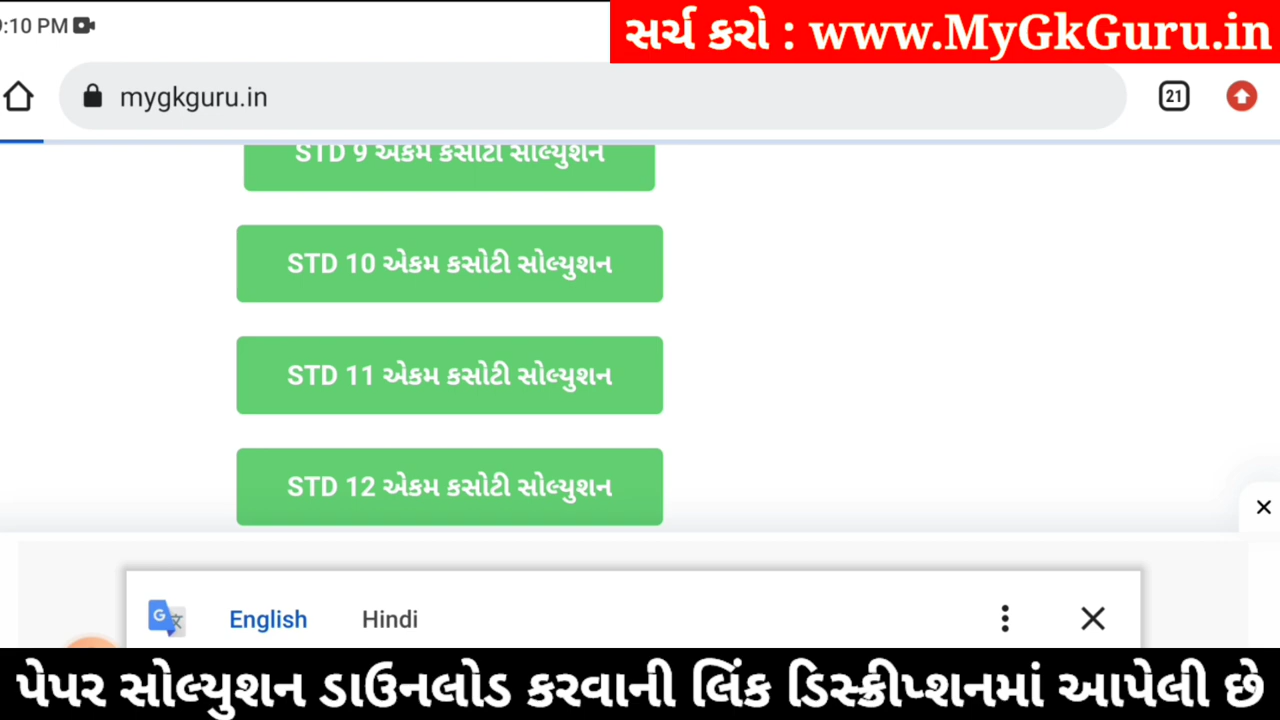 9:10 PM
સર્ચ કરો : www.MyGkGuru.in
mygkguru.in
21
STD 9 એકમ કસોટી સોલ્યુશન
STD 10 એકમ કસોટી સોલ્યુશન
STD 11 એકમ કસોટી સોલ્યુશન
STD 12 એકમ કસોટી સોલ્યુશન
English Hindi
પેપર સોલ્યુશન ડાઉનલોડ કરવાની લિંક ડિસ્ક્રીપ્શનમાં આપેલી છે